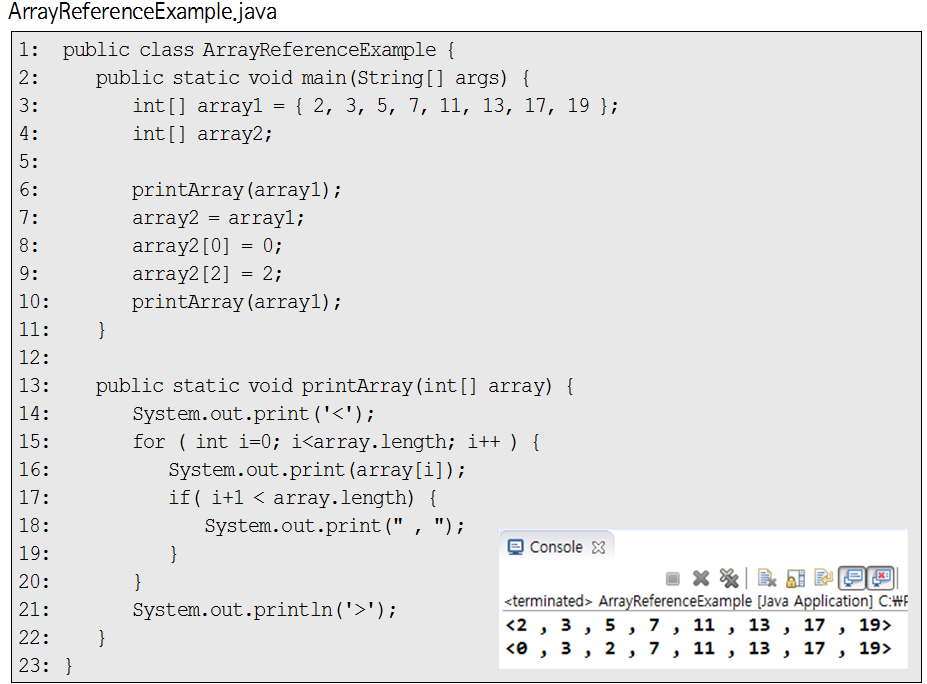 ArrayReferenceExample.java
1: public class ArrayReferenceExample {
2: public static void main(String[] args) {
3: int[] array1 = { 2, 3, 5, 7, 11, 13, 17, 19 };
4: int[] array2;
5:
6: printArray(array1);
7: array2 = array1;
8: array2[0] = 0;
9: array2[2] = 2;
10: printArray(array1);
11: }
12:
13: public static void printArray(int[] array) {
14: System.out.print('<');
15: for ( int i=0; i<array.length; i++ ) {
16: System.out.print(array[i]);
17: if( i+1 < array.length) {
18: System.out.print(" , ");
19: }
20: }
21: System.out.println('>');
22: }
23: }
Console
<terminated> ArrayReferenceExample [Java Application] C:₩
<2 , 3 , 5 , 7 , 11 , 13 , 17 , 19>
<0 , 3 , 2 , 7 , 11 , 13 , 17 , 19>